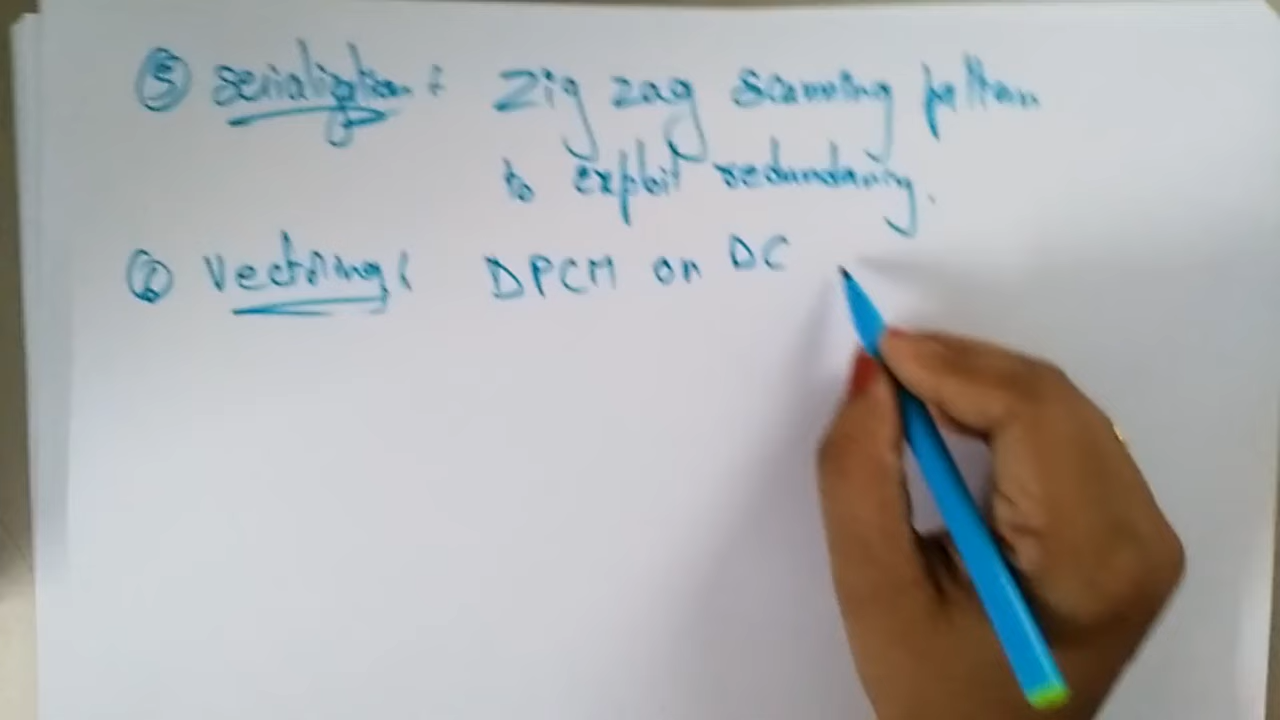 ⑤ serialization : Zig zag scanning pattern
to exploit redundancy.
⑥ Vectoring : DPCM on DC